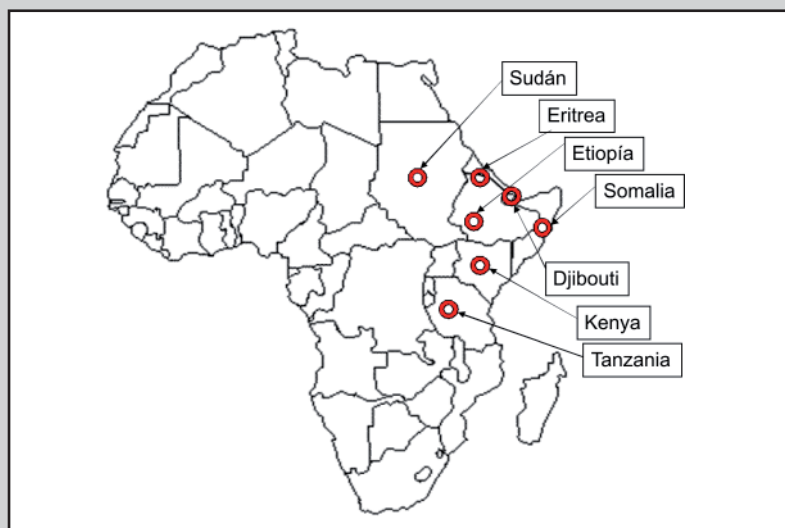 Sudán
Eritrea
Etiopía
Somalia
Djibouti
Kenya
Tanzania